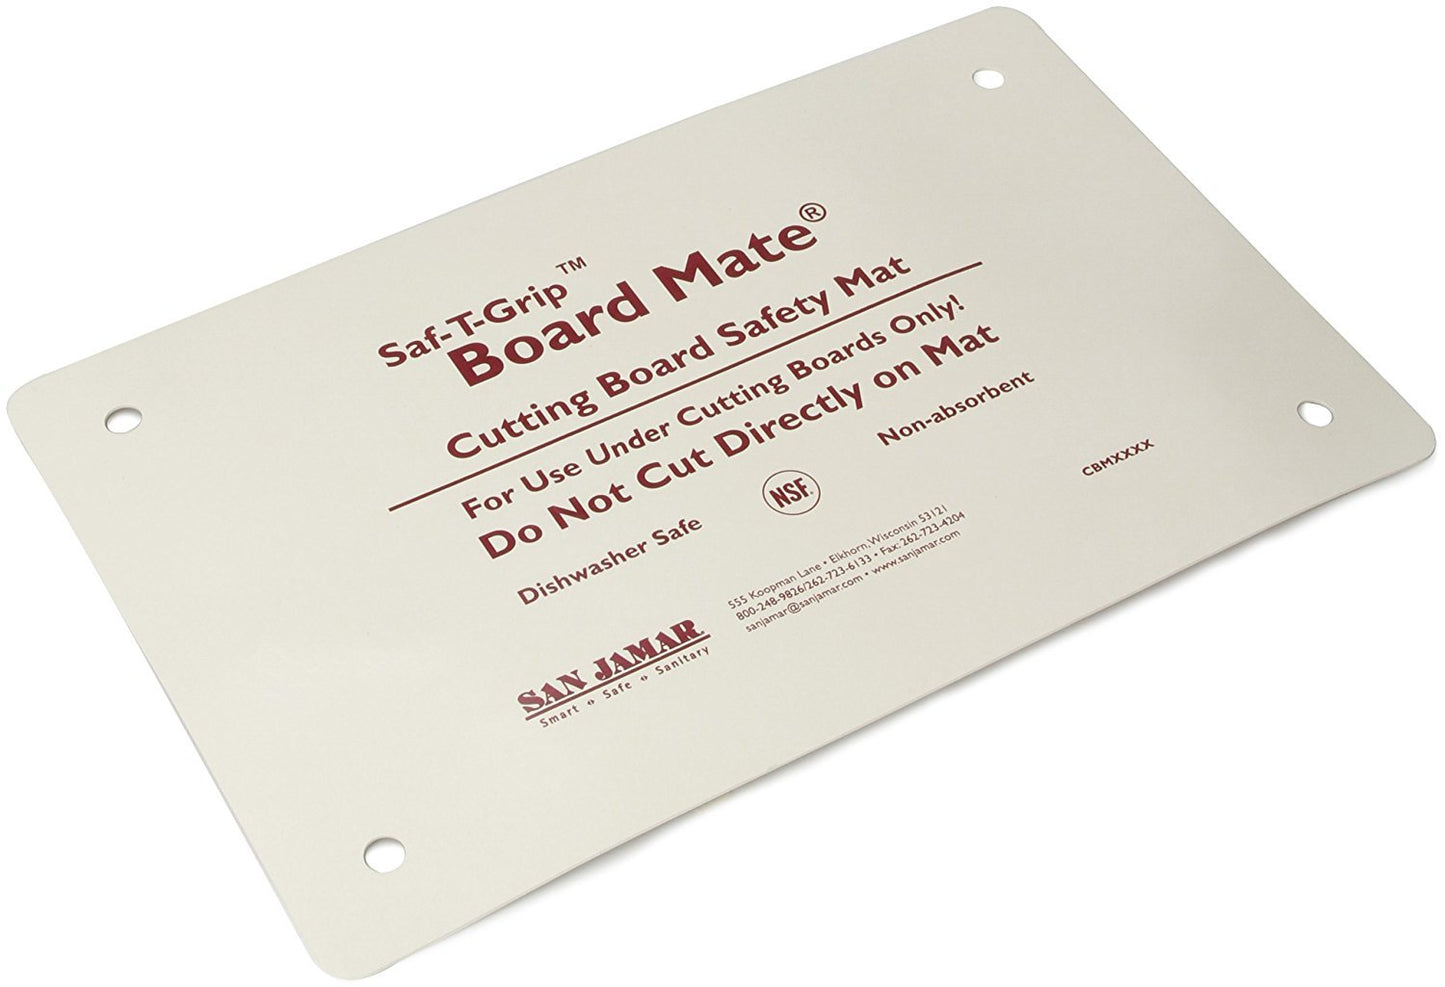 Saf-T-Grip™
Board Mate®
Cutting Board Safety Mat
For Use Under Cutting Boards Only!
Do Not Cut Directly on Mat
Dishwasher Safe
NSF.
Non-absorbent
CBMXXXX
SAN JAMAR
Smart ⋄ Safe ⋄ Sanitary
555 Koopman Lane • Elkhorn, Wisconsin 53121
800-248-9826/262-723-6133 • Fax: 262-723-4204
sanjamar@sanjamar.com • www.sanjamar.com